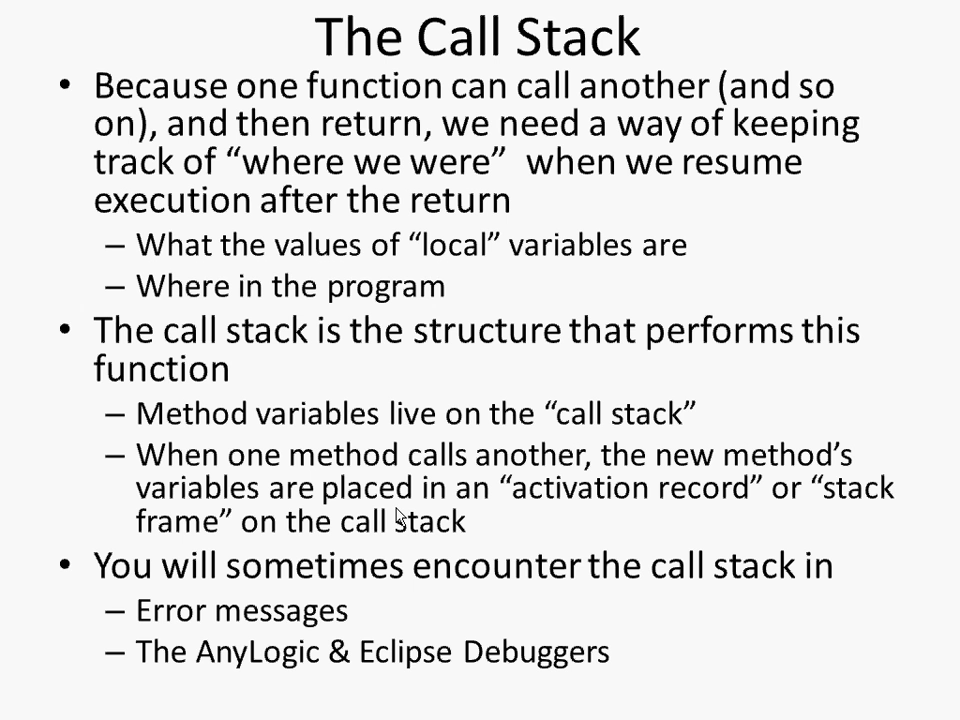 The Call Stack
• Because one function can call another (and so
on), and then return, we need a way of keeping
track of “where we were” when we resume
execution after the return
– What the values of “local” variables are
– Where in the program
• The call stack is the structure that performs this
function
– Method variables live on the “call stack”
– When one method calls another, the new method’s
variables are placed in an “activation record” or “stack
frame” on the call stack
• You will sometimes encounter the call stack in
– Error messages
– The AnyLogic & Eclipse Debuggers